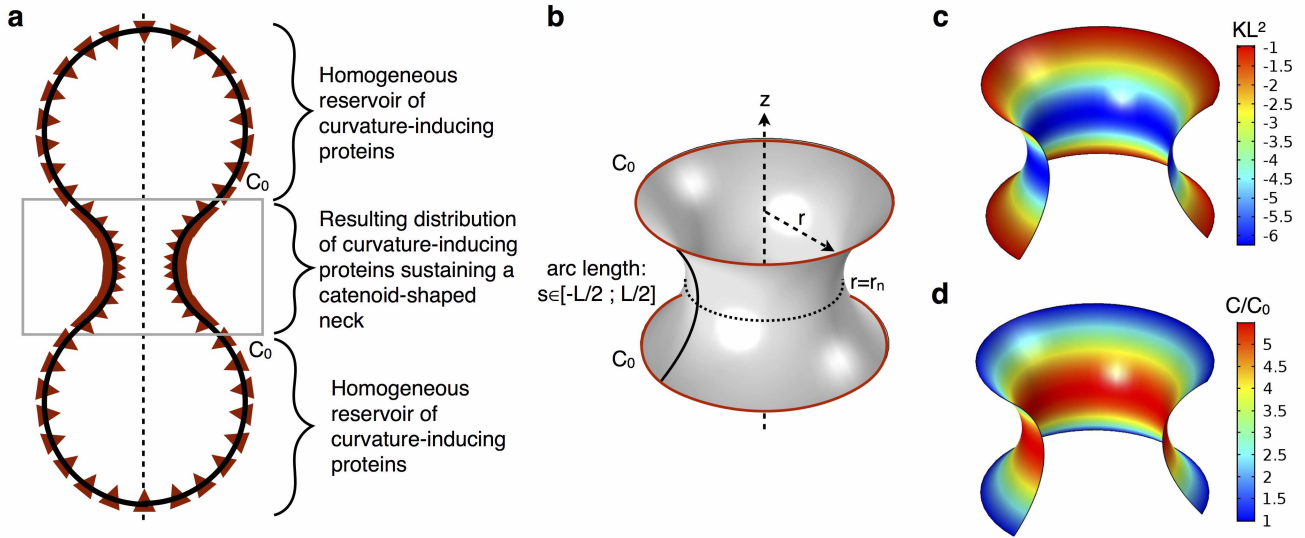 a
Homogeneous
reservoir of
curvature-inducing
proteins
C₀
Resulting distribution
of curvature-inducing
proteins sustaining a
catenoid-shaped
neck
C₀
Homogeneous
reservoir of
curvature-inducing
proteins
b
z
C₀
r
arc length:
s∈[-L/2 ; L/2]
r=rₙ
C₀
c
KL²
-1
-1.5
-2
-2.5
-3
-3.5
-4
-4.5
-5
-5.5
-6
d
C/C₀
5
4.5
4
3.5
3
2.5
2
1.5
1